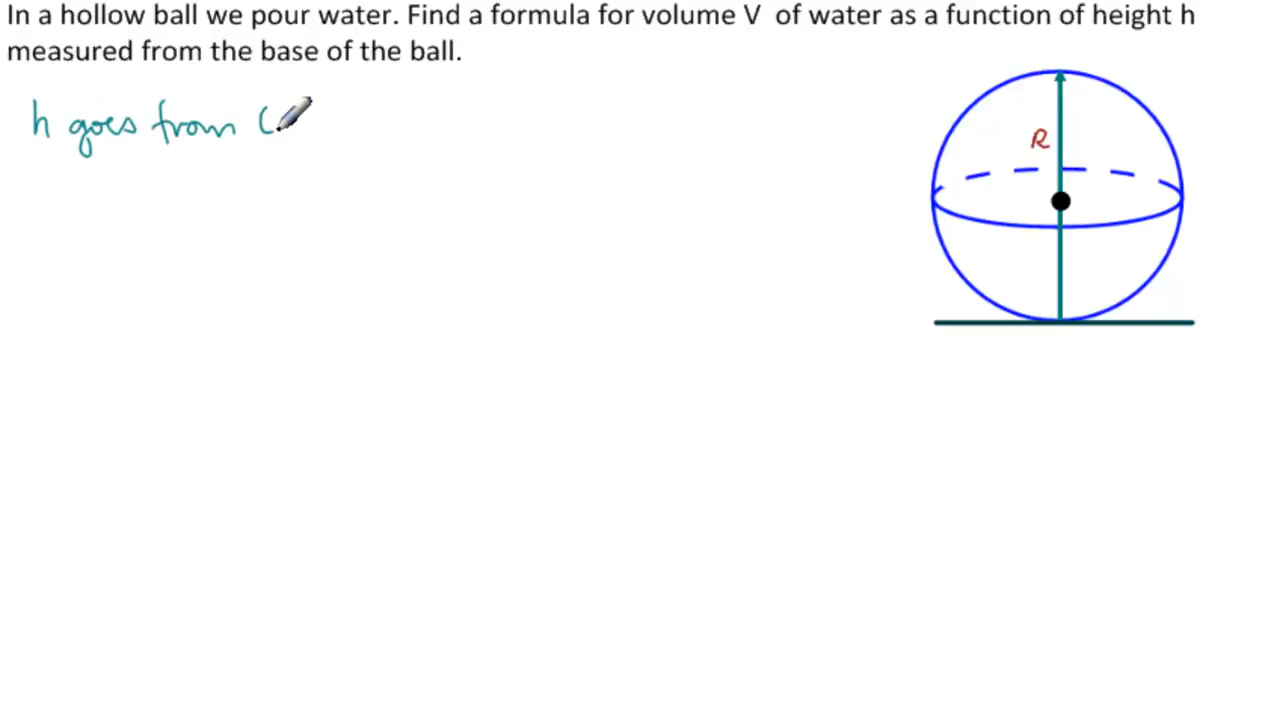 In a hollow ball we pour water. Find a formula for volume V of water as a function of height h
measured from the base of the ball.
h goes from
R